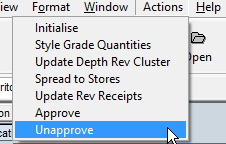 Format Window Actions Help
Initialise
Style Grade Quantities
Update Depth Rev Cluster
Spread to Stores
Update Rev Receipts
Approve
Unapprove